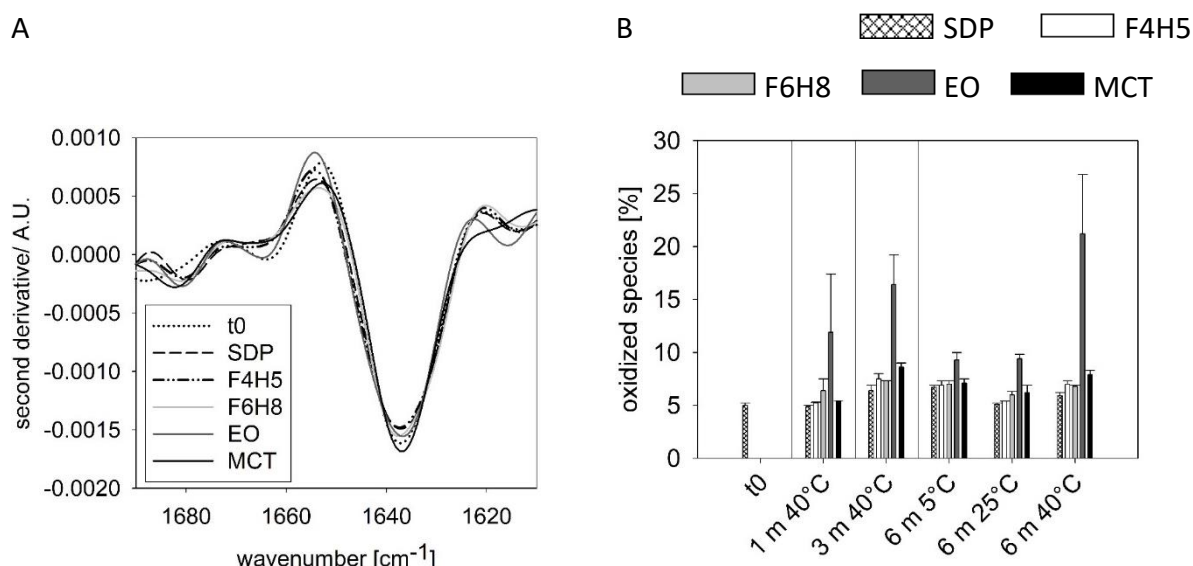 A
second derivative/ A.U.
0.0010
0.0005
0.0000
-0.0005
-0.0010
-0.0015
-0.0020
t0
SDP
F4H5
F6H8
EO
MCT
1680
1660
1640
1620
wavenumber [cm-1]
B
SDP F4H5
F6H8 EO MCT
oxidized species [%]
30
25
20
15
10
5
0
t0
1 m 40°C
3 m 40°C
6 m 5°C
6 m 25°C
6 m 40°C